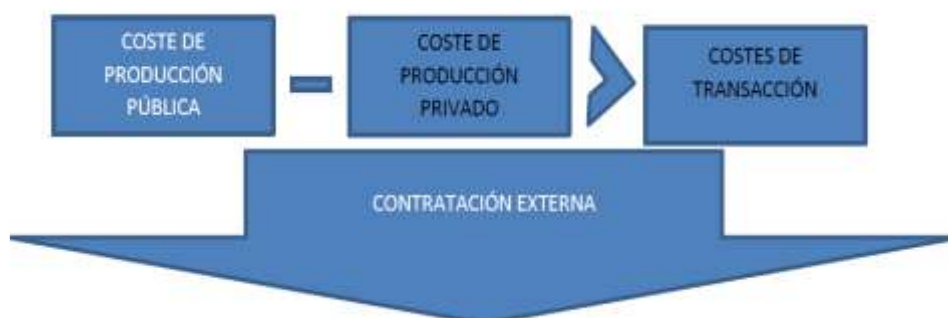 COSTE DE
PRODUCCIÓN
PÚBLICA
COSTE DE
PRODUCCIÓN
PRIVADO
COSTES DE
TRANSACCIÓN
CONTRATACIÓN EXTERNA